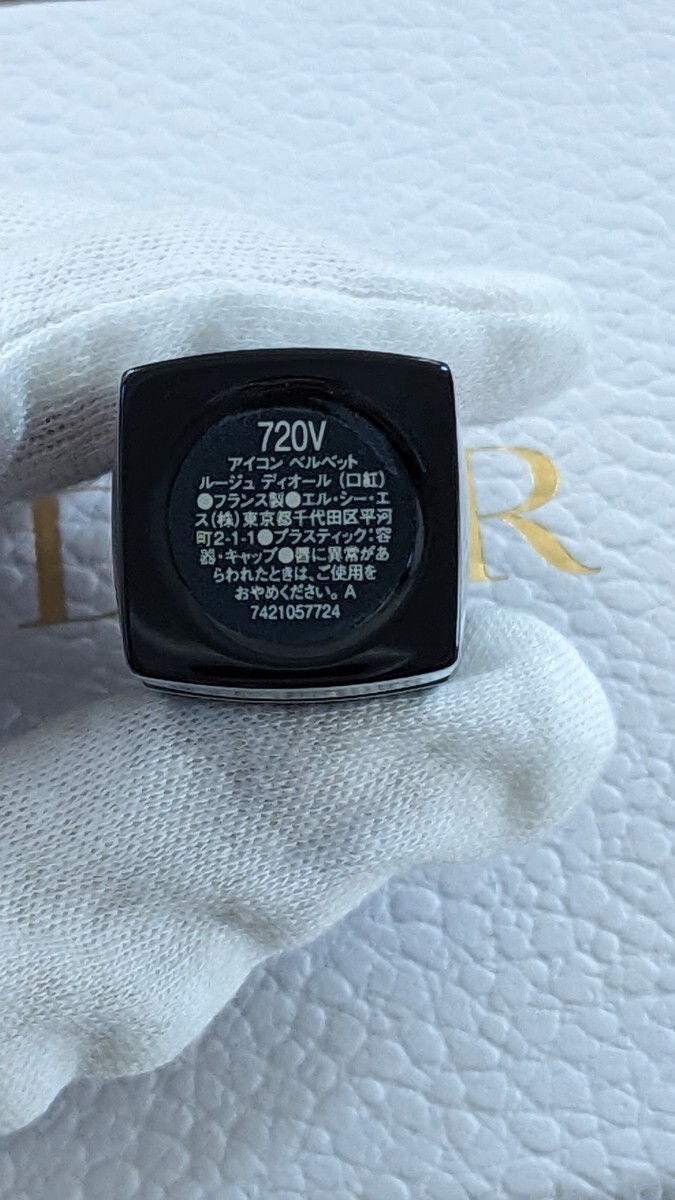 720V
アイコン ベルベット
ルージュ ディオール (口紅)
●フランス製●エル・シー・エ
ス(株)東京都千代田区平河
町2-1-1●プラスティック:容
器・キャップ●唇に異常があ
らわれたときは、ご使用を
おやめください。A
7421057724